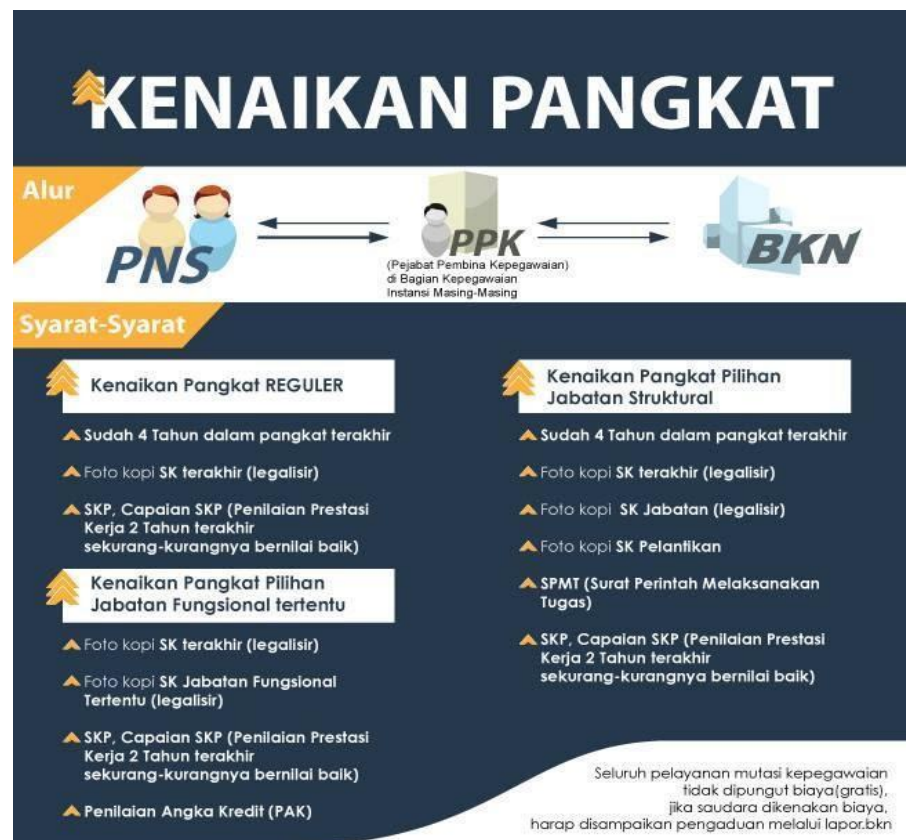 KENAIKAN PANGKAT
Alur
PNS
PPK
(Pejabat Pembina Kepegawaian)
di Bagian Kepegawaian
Instansi Masing-Masing
BKN
Syarat-Syarat
Kenaikan Pangkat REGULER
Sudah 4 Tahun dalam pangkat terakhir
Foto kopi SK terakhir (legalisir)
SKP, Capaian SKP (Penilaian Prestasi
Kerja 2 Tahun terakhir
sekurang-kurangnya bernilai baik)
Kenaikan Pangkat Pilihan
Jabatan Fungsional tertentu
Foto kopi SK terakhir (legalisir)
Foto kopi SK Jabatan Fungsional
Tertentu (legalisir)
SKP, Capaian SKP (Penilaian Prestasi
Kerja 2 Tahun terakhir
sekurang-kurangnya bernilai baik)
Penilaian Angka Kredit (PAK)
Kenaikan Pangkat Pilihan
Jabatan Struktural
Sudah 4 Tahun dalam pangkat terakhir
Foto kopi SK terakhir (legalisir)
Foto kopi SK Jabatan (legalisir)
Foto kopi SK Pelantikan
SPMT (Surat Perintah Melaksanakan
Tugas)
SKP, Capaian SKP (Penilaian Prestasi
Kerja 2 Tahun terakhir
sekurang-kurangnya bernilai baik)
Seluruh pelayanan mutasi kepegawaian
tidak dipungut biaya(gratis),
jika saudara dikenakan biaya,
harap disampaikan pengaduan melalui lapor.bkn